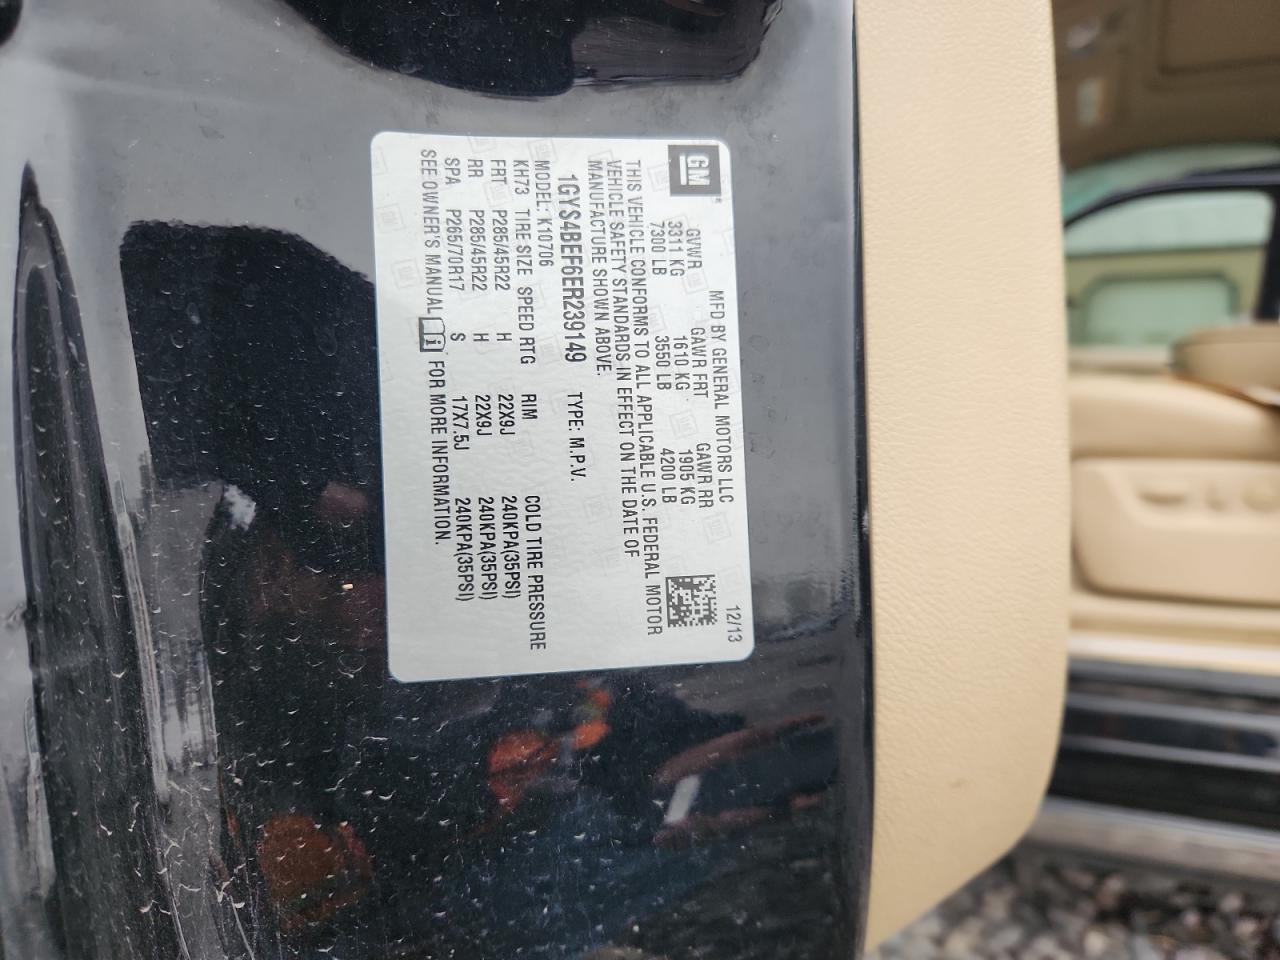 GM
MFD BY GENERAL MOTORS LLC 12/13
GVWR GAWR FRT GAWR RR
3311 KG 1610 KG 1905 KG
7300 LB 3550 LB 4200 LB
THIS VEHICLE CONFORMS TO ALL APPLICABLE U.S. FEDERAL MOTOR
VEHICLE SAFETY STANDARDS IN EFFECT ON THE DATE OF
MANUFACTURE SHOWN ABOVE.
1GYS4BEF6ER239149 TYPE: M.P.V.
MODEL: K10706
KH73 TIRE SIZE SPEED RTG RIM COLD TIRE PRESSURE
FRT P285/45R22 H 22X9J 240KPA(35PSI)
RR P285/45R22 H 22X9J 240KPA(35PSI)
SPA P265/70R17 S 17X7.5J 240KPA(35PSI)
SEE OWNER'S MANUAL i FOR MORE INFORMATION.